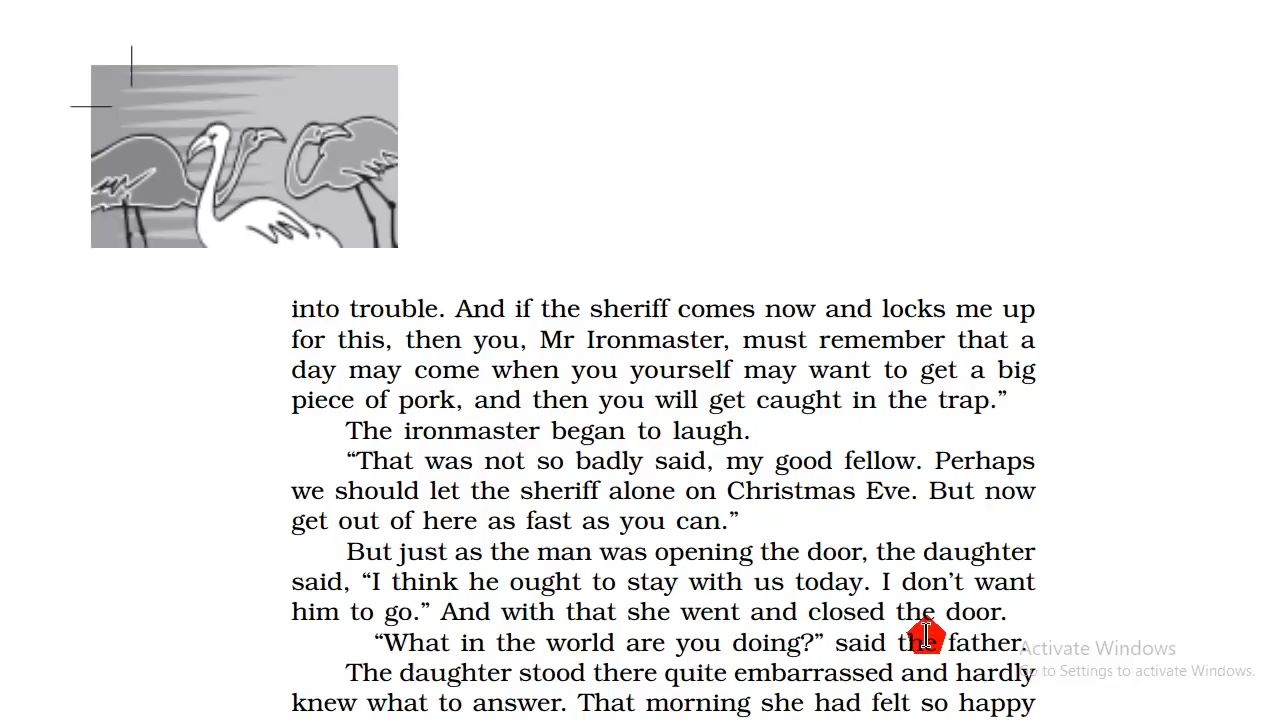 into trouble. And if the sheriff comes now and locks me up
for this, then you, Mr Ironmaster, must remember that a
day may come when you yourself may want to get a big
piece of pork, and then you will get caught in the trap.”
The ironmaster began to laugh.
“That was not so badly said, my good fellow. Perhaps
we should let the sheriff alone on Christmas Eve. But now
get out of here as fast as you can.”
But just as the man was opening the door, the daughter
said, “I think he ought to stay with us today. I don’t want
him to go.” And with that she went and closed the door.
“What in the world are you doing?” said the father.
The daughter stood there quite embarrassed and hardly
knew what to answer. That morning she had felt so happy
Activate Windows
Go to Settings to activate Windows.